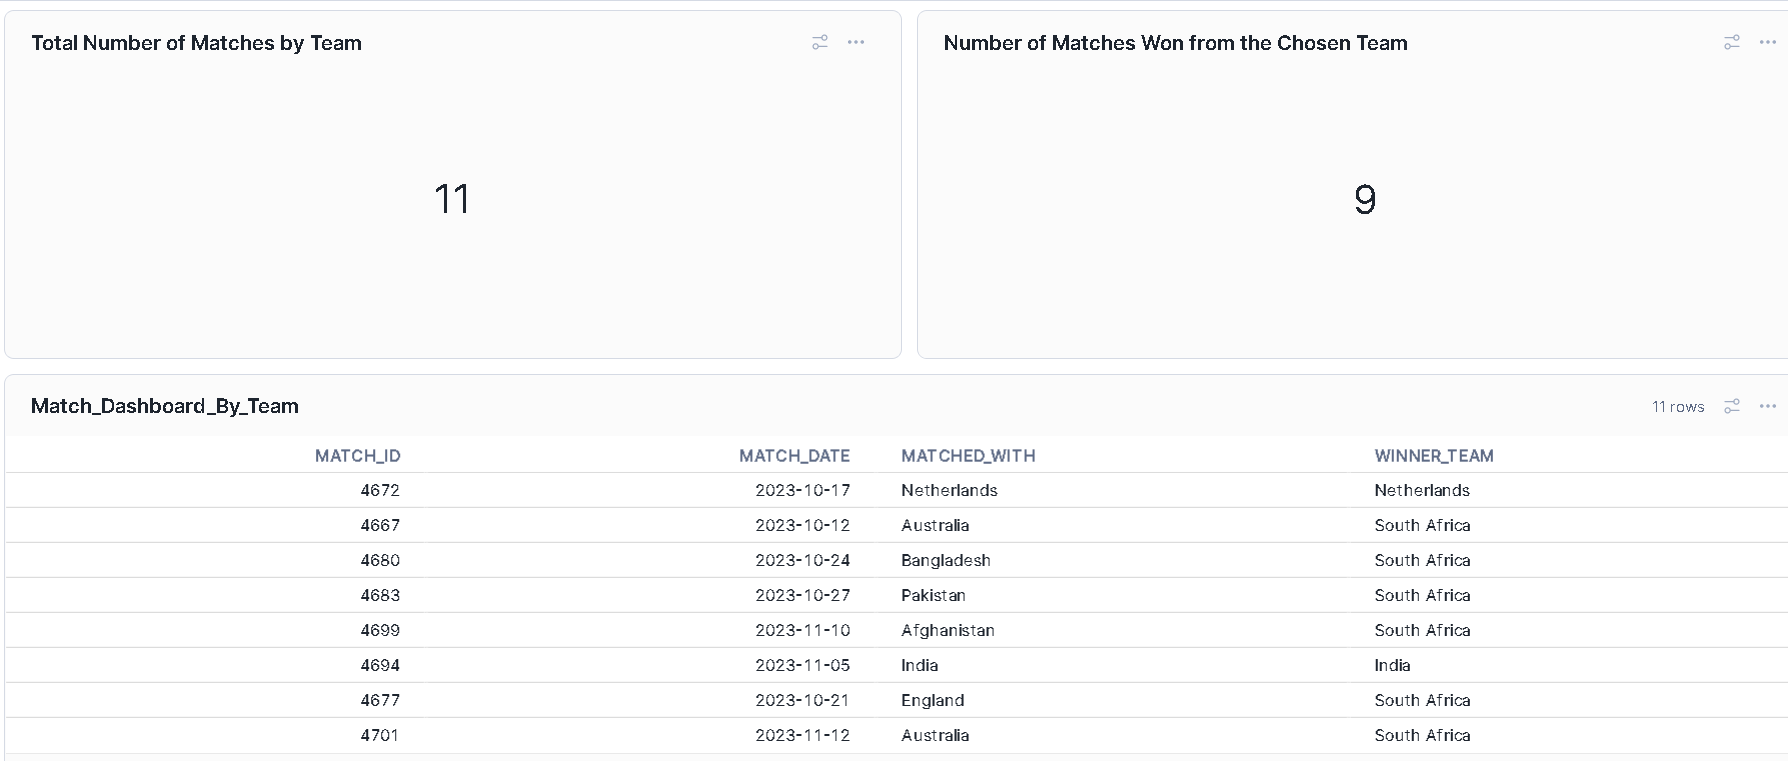 Total Number of Matches by Team
11
Number of Matches Won from the Chosen Team
9
Match_Dashboard_By_Team 11 rows
MATCH_ID MATCH_DATE MATCHED_WITH WINNER_TEAM
4672 2023-10-17 Netherlands Netherlands
4667 2023-10-12 Australia South Africa
4680 2023-10-24 Bangladesh South Africa
4683 2023-10-27 Pakistan South Africa
4699 2023-11-10 Afghanistan South Africa
4694 2023-11-05 India India
4677 2023-10-21 England South Africa
4701 2023-11-12 Australia South Africa